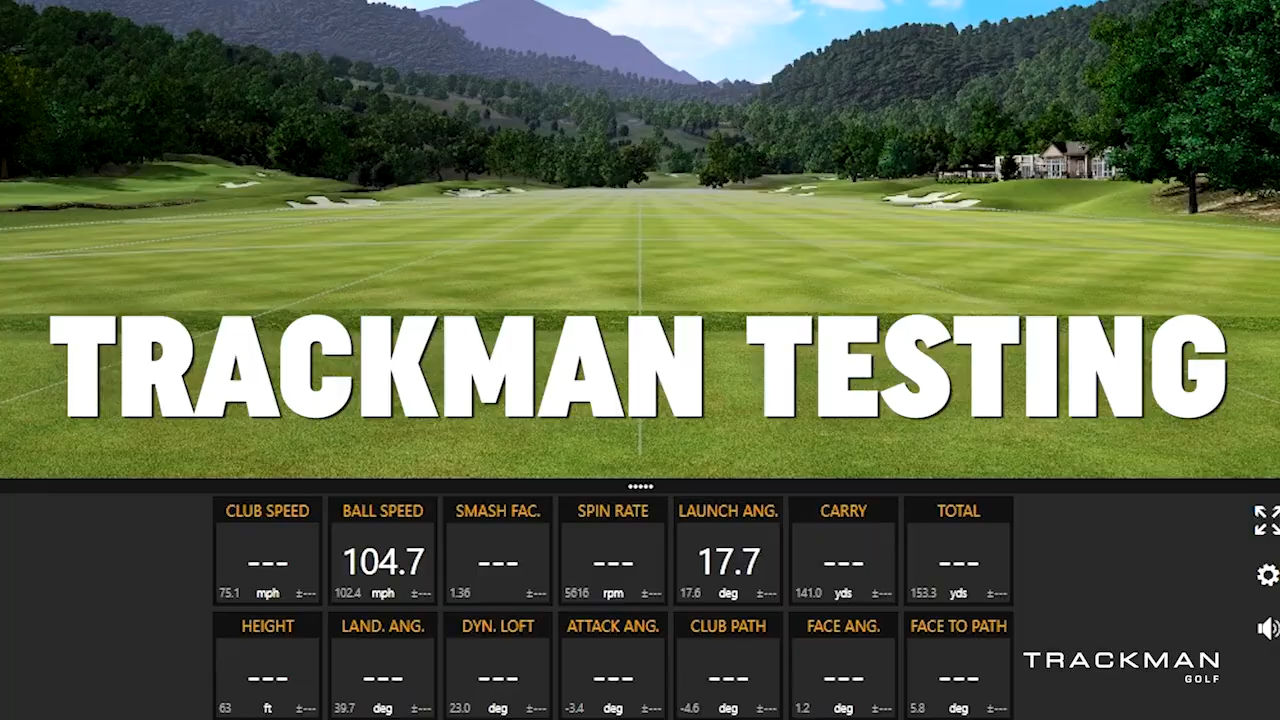 TRACKMAN TESTING
CLUB SPEED BALL SPEED SMASH FAC. SPIN RATE LAUNCH ANG. CARRY TOTAL
--- 104.7 --- --- 17.7 --- ---
75.1 mph ±--- 102.4 mph ±--- 1.36 ±--- 5616 rpm ±--- 17.6 deg ±--- 141.0 yds ±--- 153.3 yds ±---
HEIGHT LAND. ANG. DYN. LOFT ATTACK ANG. CLUB PATH FACE ANG. FACE TO PATH
--- --- --- --- --- --- ---
63 ft ±--- 39.7 deg ±--- 23.0 deg ±--- -3.4 deg ±--- -4.6 deg ±--- 1.2 deg ±--- 5.8 deg ±---
TRACKMAN
GOLF